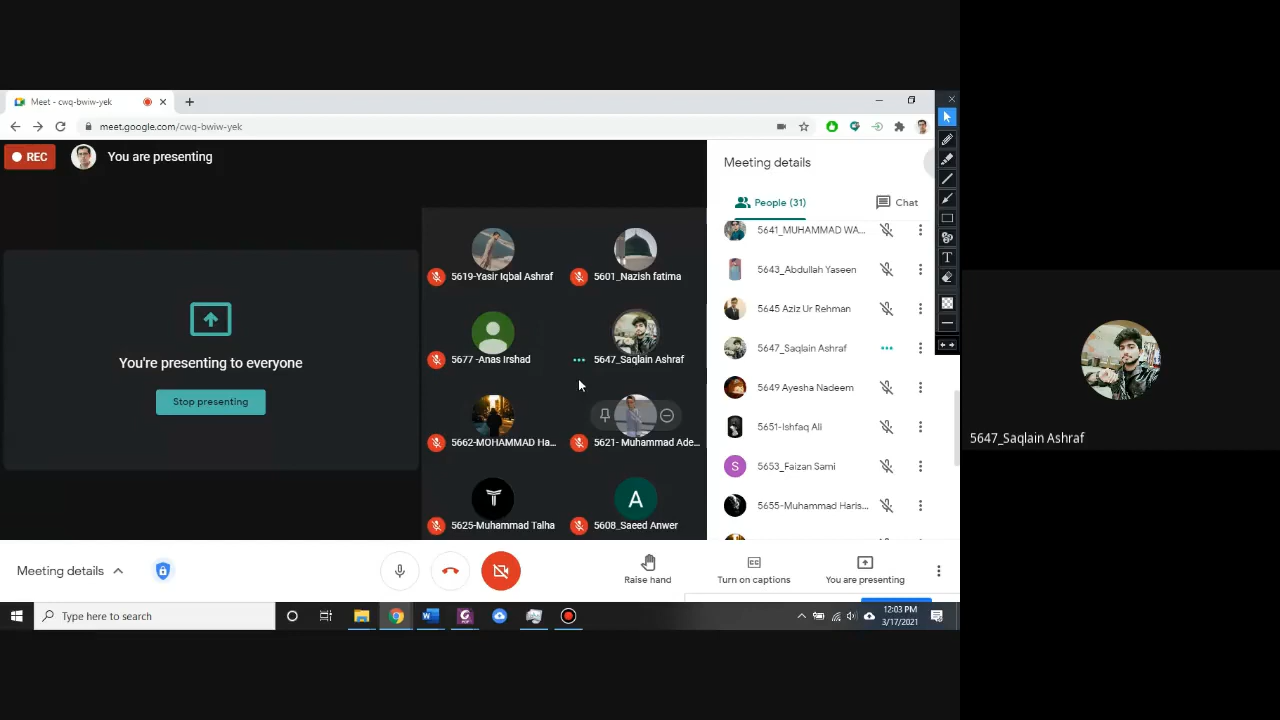 Meet - cwq-bwiw-yek
meet.google.com/cwq-bwiw-yek
REC
You are presenting
You're presenting to everyone
Stop presenting
5619-Yasir Iqbal Ashraf
5601_Nazish fatima
5677 -Anas Irshad
5647_Saqlain Ashraf
5662-MOHAMMAD Ha...
5621- Muhammad Ade...
5625-Muhammad Talha
A
5608_Saeed Anwer
Meeting details
People (31)
Chat
5641_MUHAMMAD WA...
5643_Abdullah Yaseen
5645 Aziz Ur Rehman
5647_Saqlain Ashraf
5649 Ayesha Nadeem
5651-Ishfaq Ali
S
5653_Faizan Sami
5655-Muhammad Haris...
T
5647_Saqlain Ashraf
Meeting details
Raise hand
Turn on captions
You are presenting
Type here to search
12:03 PM
3/17/2021